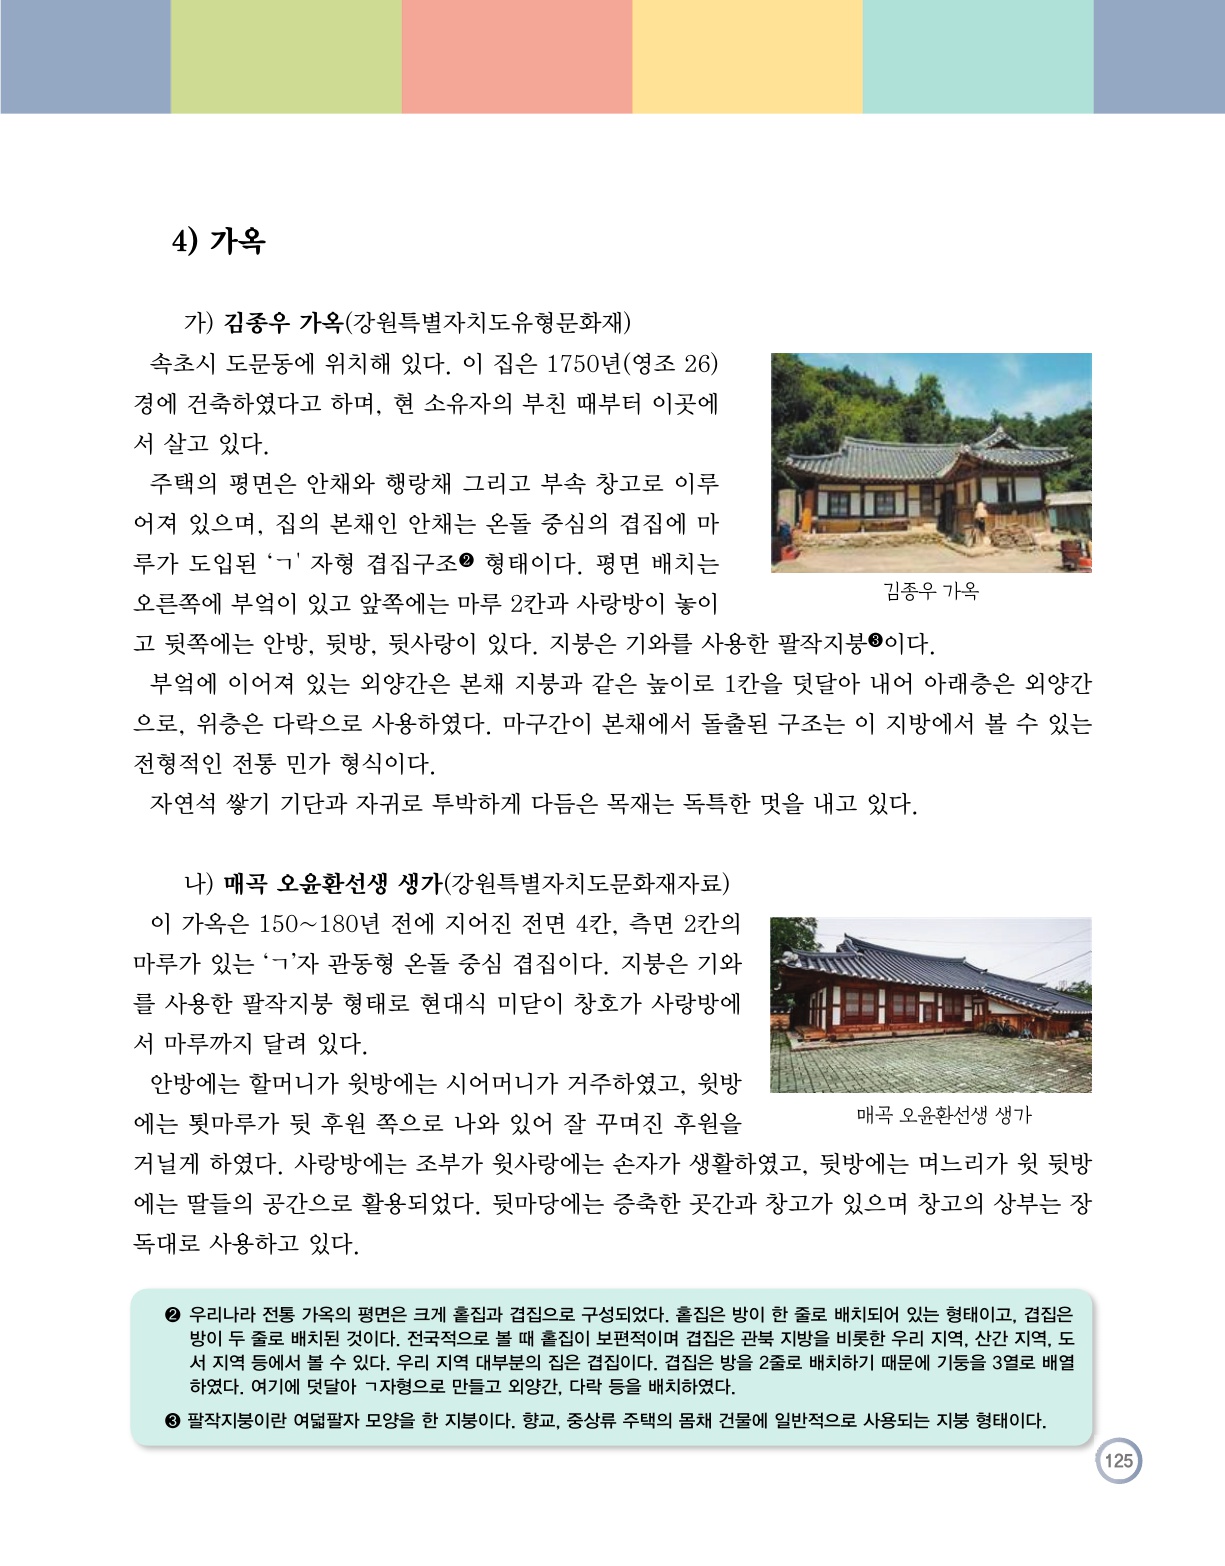 4) 가옥
가) 김종우 가옥(강원특별자치도유형문화재)
속초시 도문동에 위치해 있다. 이 집은 1750년(영조 26)
경에 건축하였다고 하며, 현 소유자의 부친 때부터 이곳에
서 살고 있다.
주택의 평면은 안채와 행랑채 그리고 부속 창고로 이루
어져 있으며, 집의 본채인 안채는 온돌 중심의 겹집에 마
루가 도입된 ‘ㄱ' 자형 겹집구조❷ 형태이다. 평면 배치는
오른쪽에 부엌이 있고 앞쪽에는 마루 2칸과 사랑방이 놓이
고 뒷쪽에는 안방, 뒷방, 뒷사랑이 있다. 지붕은 기와를 사용한 팔작지붕❸이다.
부엌에 이어져 있는 외양간은 본채 지붕과 같은 높이로 1칸을 덧달아 내어 아래층은 외양간
으로, 위층은 다락으로 사용하였다. 마구간이 본채에서 돌출된 구조는 이 지방에서 볼 수 있는
전형적인 전통 민가 형식이다.
자연석 쌓기 기단과 자귀로 투박하게 다듬은 목재는 독특한 멋을 내고 있다.
김종우 가옥
나) 매곡 오윤환선생 생가(강원특별자치도문화재자료)
이 가옥은 150~180년 전에 지어진 전면 4칸, 측면 2칸의
마루가 있는 ‘ㄱ’자 관동형 온돌 중심 겹집이다. 지붕은 기와
를 사용한 팔작지붕 형태로 현대식 미닫이 창호가 사랑방에
서 마루까지 달려 있다.
안방에는 할머니가 윗방에는 시어머니가 거주하였고, 윗방
에는 툇마루가 뒷 후원 쪽으로 나와 있어 잘 꾸며진 후원을
거닐게 하였다. 사랑방에는 조부가 윗사랑에는 손자가 생활하였고, 뒷방에는 며느리가 윗 뒷방
에는 딸들의 공간으로 활용되었다. 뒷마당에는 증축한 곳간과 창고가 있으며 창고의 상부는 장
독대로 사용하고 있다.
매곡 오윤환선생 생가
❷ 우리나라 전통 가옥의 평면은 크게 홑집과 겹집으로 구성되었다. 홑집은 방이 한 줄로 배치되어 있는 형태이고, 겹집은
방이 두 줄로 배치된 것이다. 전국적으로 볼 때 홑집이 보편적이며 겹집은 관북 지방을 비롯한 우리 지역, 산간 지역, 도
서 지역 등에서 볼 수 있다. 우리 지역 대부분의 집은 겹집이다. 겹집은 방을 2줄로 배치하기 때문에 기둥을 3열로 배열
하였다. 여기에 덧달아 ㄱ자형으로 만들고 외양간, 다락 등을 배치하였다.
❸ 팔작지붕이란 여덟팔자 모양을 한 지붕이다. 향교, 중상류 주택의 몸채 건물에 일반적으로 사용되는 지붕 형태이다.
125